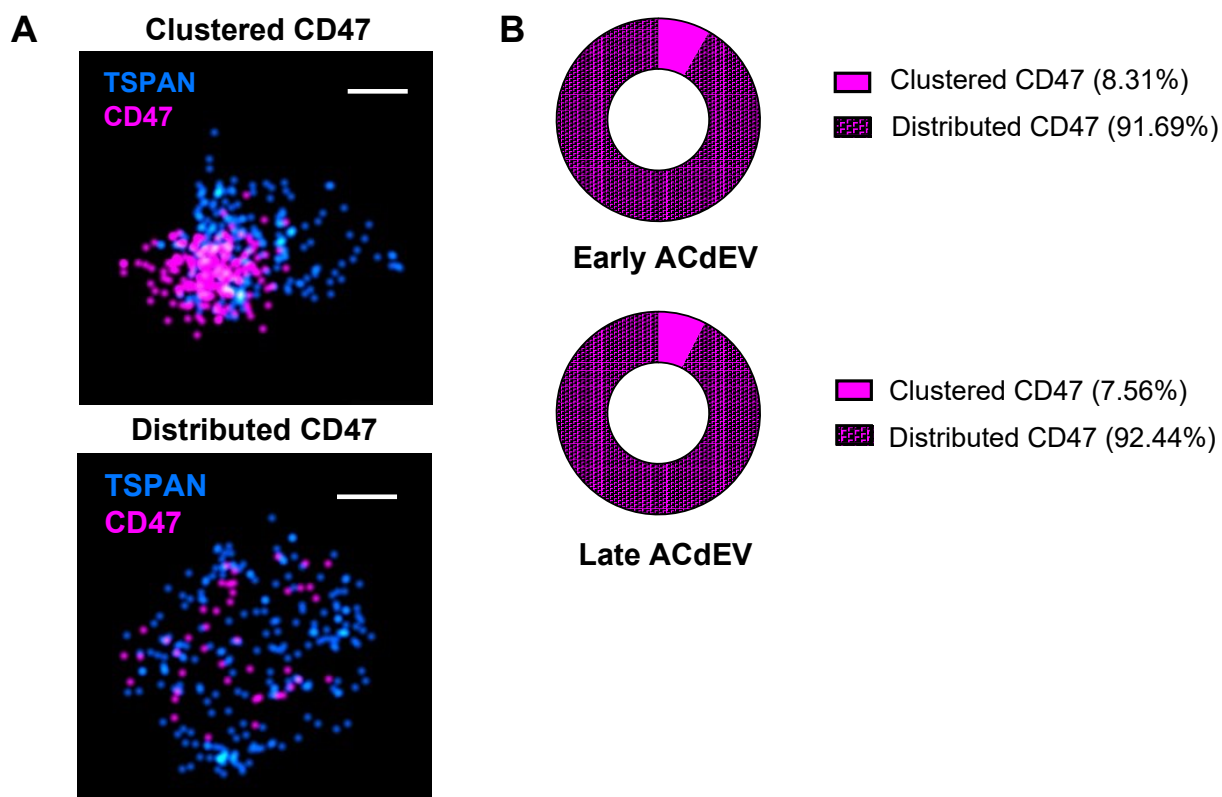 A
Clustered CD47
TSPAN
CD47
Distributed CD47
TSPAN
CD47
B
Clustered CD47 (8.31%)
Distributed CD47 (91.69%)
Early ACdEV
Clustered CD47 (7.56%)
Distributed CD47 (92.44%)
Late ACdEV